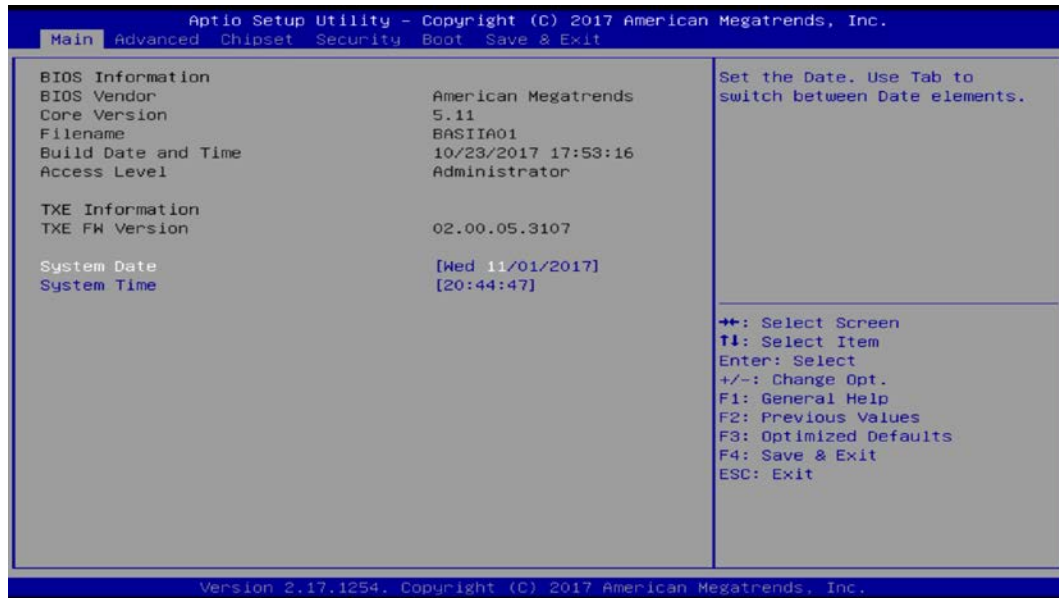 Aptio Setup Utility – Copyright (C) 2017 American Megatrends, Inc.
Main Advanced Chipset Security Boot Save & Exit
BIOS Information
BIOS Vendor American Megatrends
Core Version 5.11
Filename BASIIA01
Build Date and Time 10/23/2017 17:53:16
Access Level Administrator
TXE Information
TXE FW Version 02.00.05.3107
System Date [Wed 11/01/2017]
System Time [20:44:47]
Set the Date. Use Tab to
switch between Date elements.
→←: Select Screen
↑↓: Select Item
Enter: Select
+/-: Change Opt.
F1: General Help
F2: Previous Values
F3: Optimized Defaults
F4: Save & Exit
ESC: Exit
Version 2.17.1254. Copyright (C) 2017 American Megatrends, Inc.